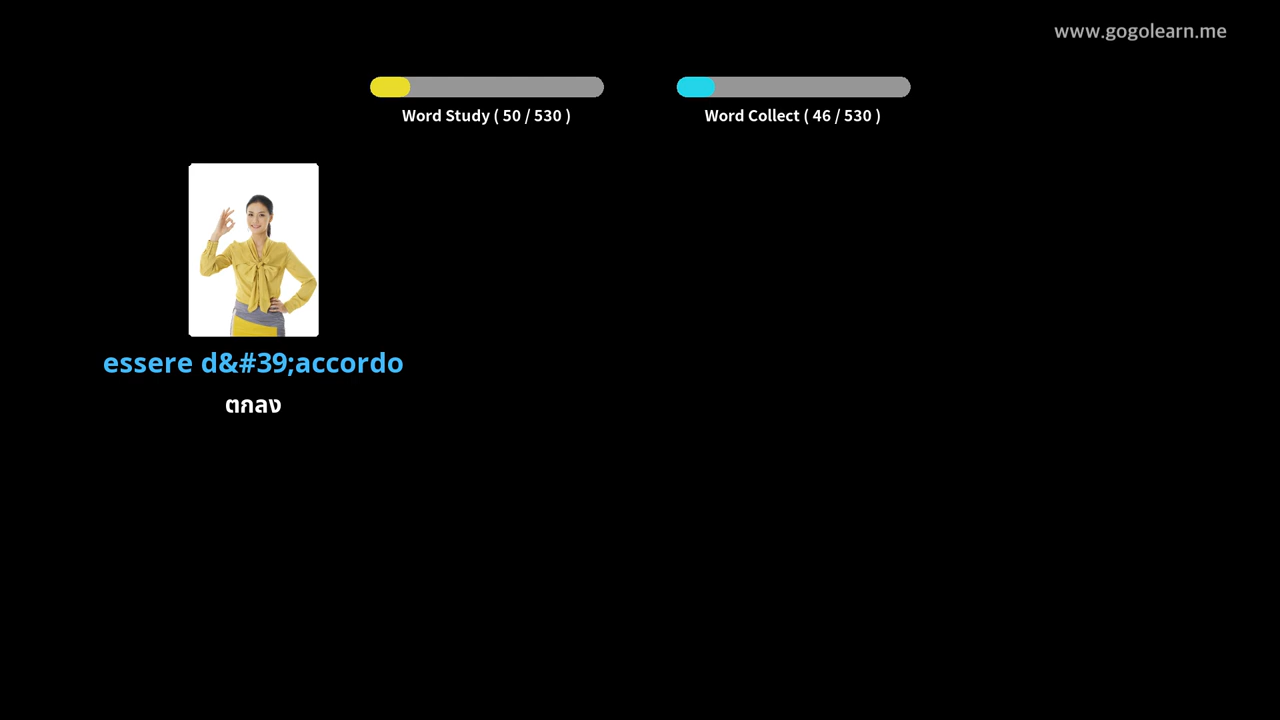 www.gogolearn.me
Word Study ( 50 / 530 )
Word Collect ( 46 / 530 )
essere d&#39;accordo
ตกลง